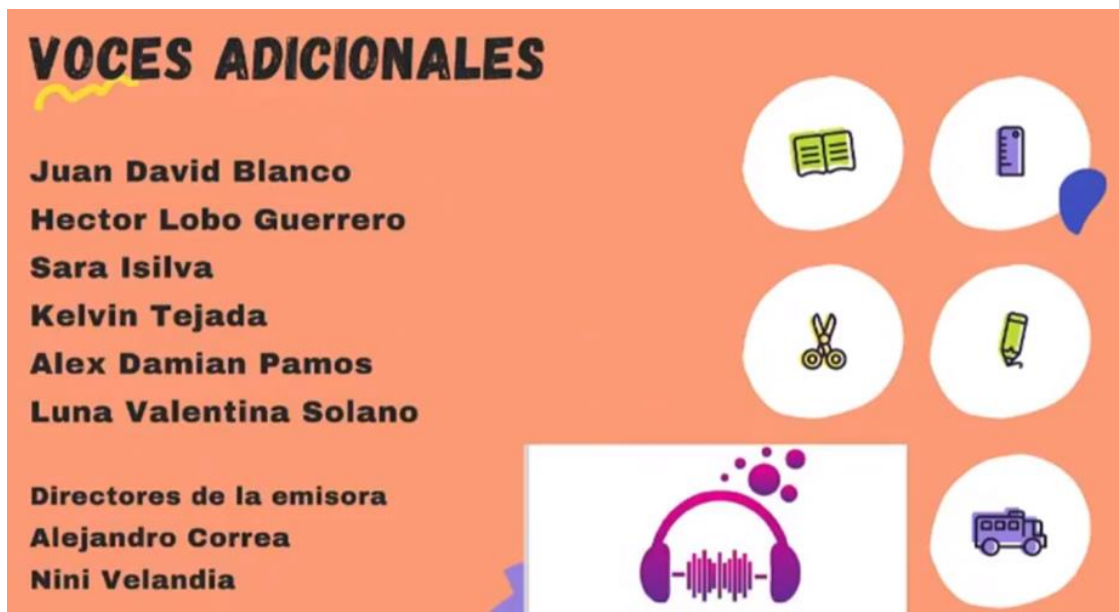 VOCES ADICIONALES
Juan David Blanco
Hector Lobo Guerrero
Sara Isilva
Kelvin Tejada
Alex Damian Pamos
Luna Valentina Solano
Directores de la emisora
Alejandro Correa
Nini Velandia